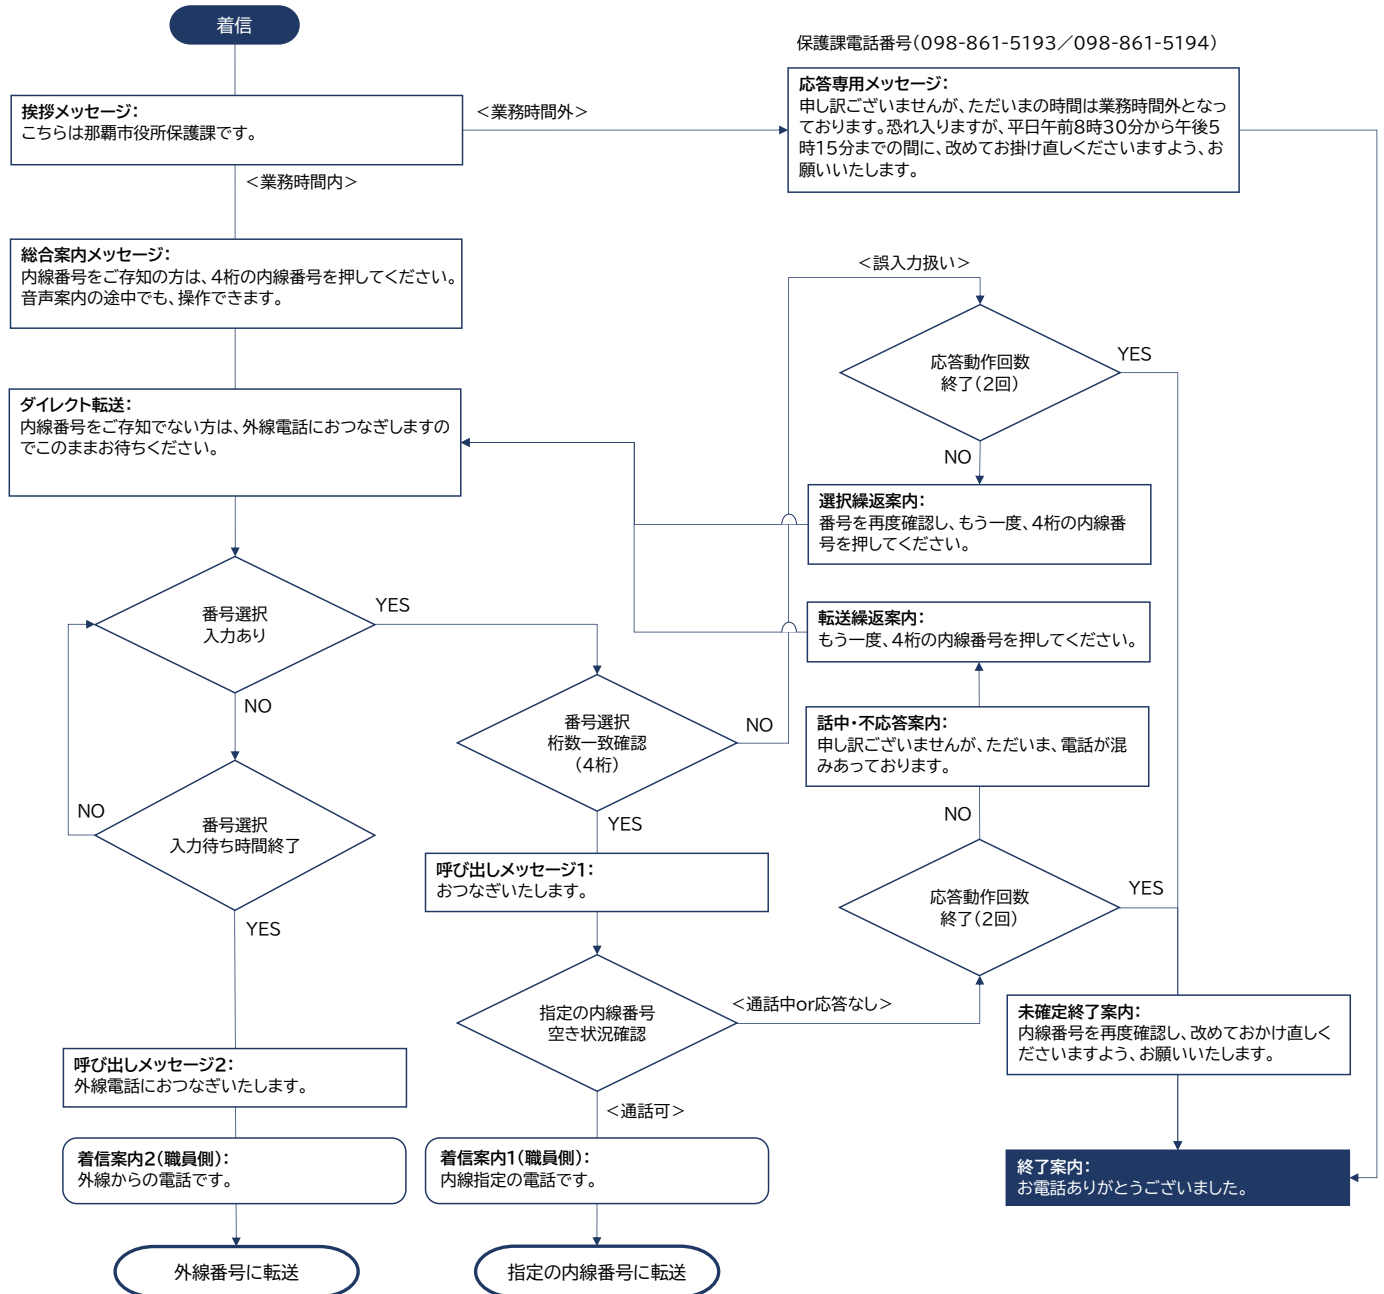 着信
保護課電話番号（098-861-5193／098-861-5194）
挨拶メッセージ：
こちらは那覇市役所保護課です。
＜業務時間外＞
応答専用メッセージ：
申し訳ございませんが、ただいまの時間は業務時間外となっ
ております。恐れ入りますが、平日午前8時30分から午後5
時15分までの間に、改めてお掛け直しくださいますよう、お
願いいたします。
＜業務時間内＞
総合案内メッセージ：
内線番号をご存知の方は、4桁の内線番号を押してください。
音声案内の途中でも、操作できます。
＜誤入力扱い＞
応答動作回数
終了（2回）
YES
NO
ダイレクト転送：
内線番号をご存知でない方は、外線電話におつなぎしますの
でこのままお待ちください。
選択繰返案内：
番号を再度確認し、もう一度、4桁の内線番
号を押してください。
番号選択
入力あり
YES
NO
転送繰返案内：
もう一度、4桁の内線番号を押してください。
番号選択
桁数一致確認
（4桁）
NO
YES
話中・不応答案内：
申し訳ございませんが、ただいま、電話が混
みあっております。
NO
番号選択
入力待ち時間終了
NO
YES
呼び出しメッセージ1：
おつなぎいたします。
応答動作回数
終了（2回）
YES
指定の内線番号
空き状況確認
＜通話中or応答なし＞
＜通話可＞
未確定終了案内：
内線番号を再度確認し、改めておかけ直しく
ださいますよう、お願いいたします。
呼び出しメッセージ2：
外線電話におつなぎいたします。
着信案内2（職員側）：
外線からの電話です。
着信案内1（職員側）：
内線指定の電話です。
終了案内：
お電話ありがとうございました。
外線番号に転送
指定の内線番号に転送